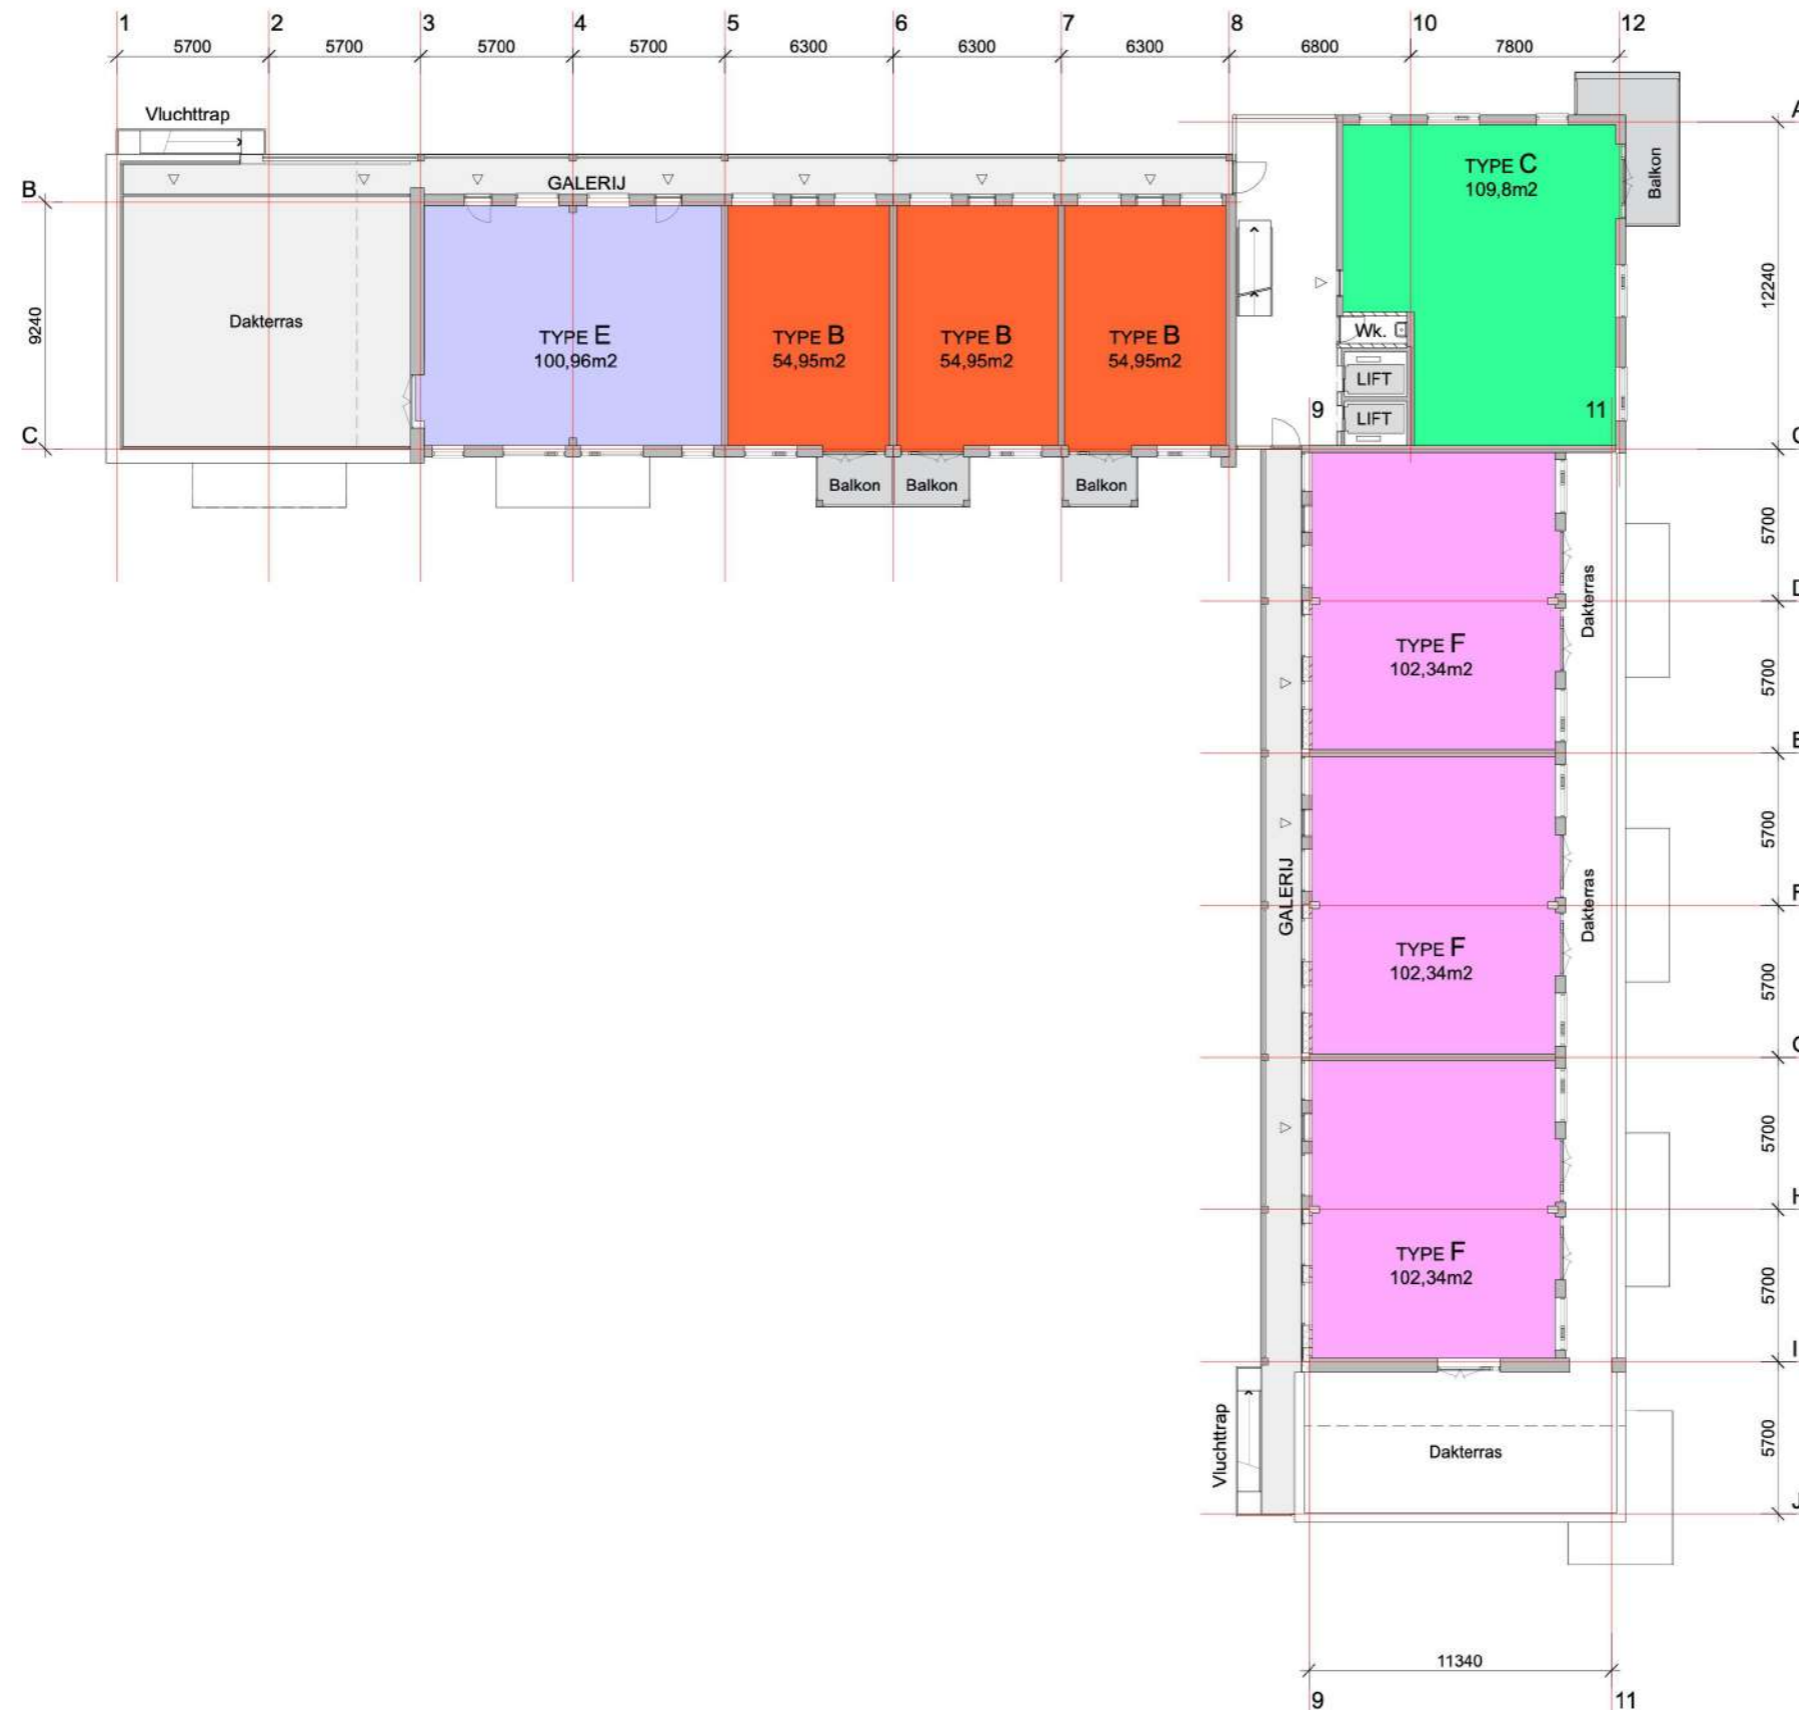 1 2 3 4 5 6 7 8 10 12
5700 5700 5700 5700 6300 6300 6300 6800 7800
A
Vluchttrap
TYPE C
109,8m2
Balkon
GALERIJ
B
12240
9240
Dakterras
TYPE E
100,96m2
TYPE B
54,95m2
TYPE B
54,95m2
TYPE B
54,95m2
Wk.
LIFT
LIFT
9
11
C
Balkon
Balkon
Balkon
5700
D
Dakterras
TYPE F
102,34m2
5700
5700
GALERIJ
Dakterras
TYPE F
102,34m2
5700
5700
TYPE F
102,34m2
5700
I
Vluchttrap
Dakterras
5700
11340
9 11